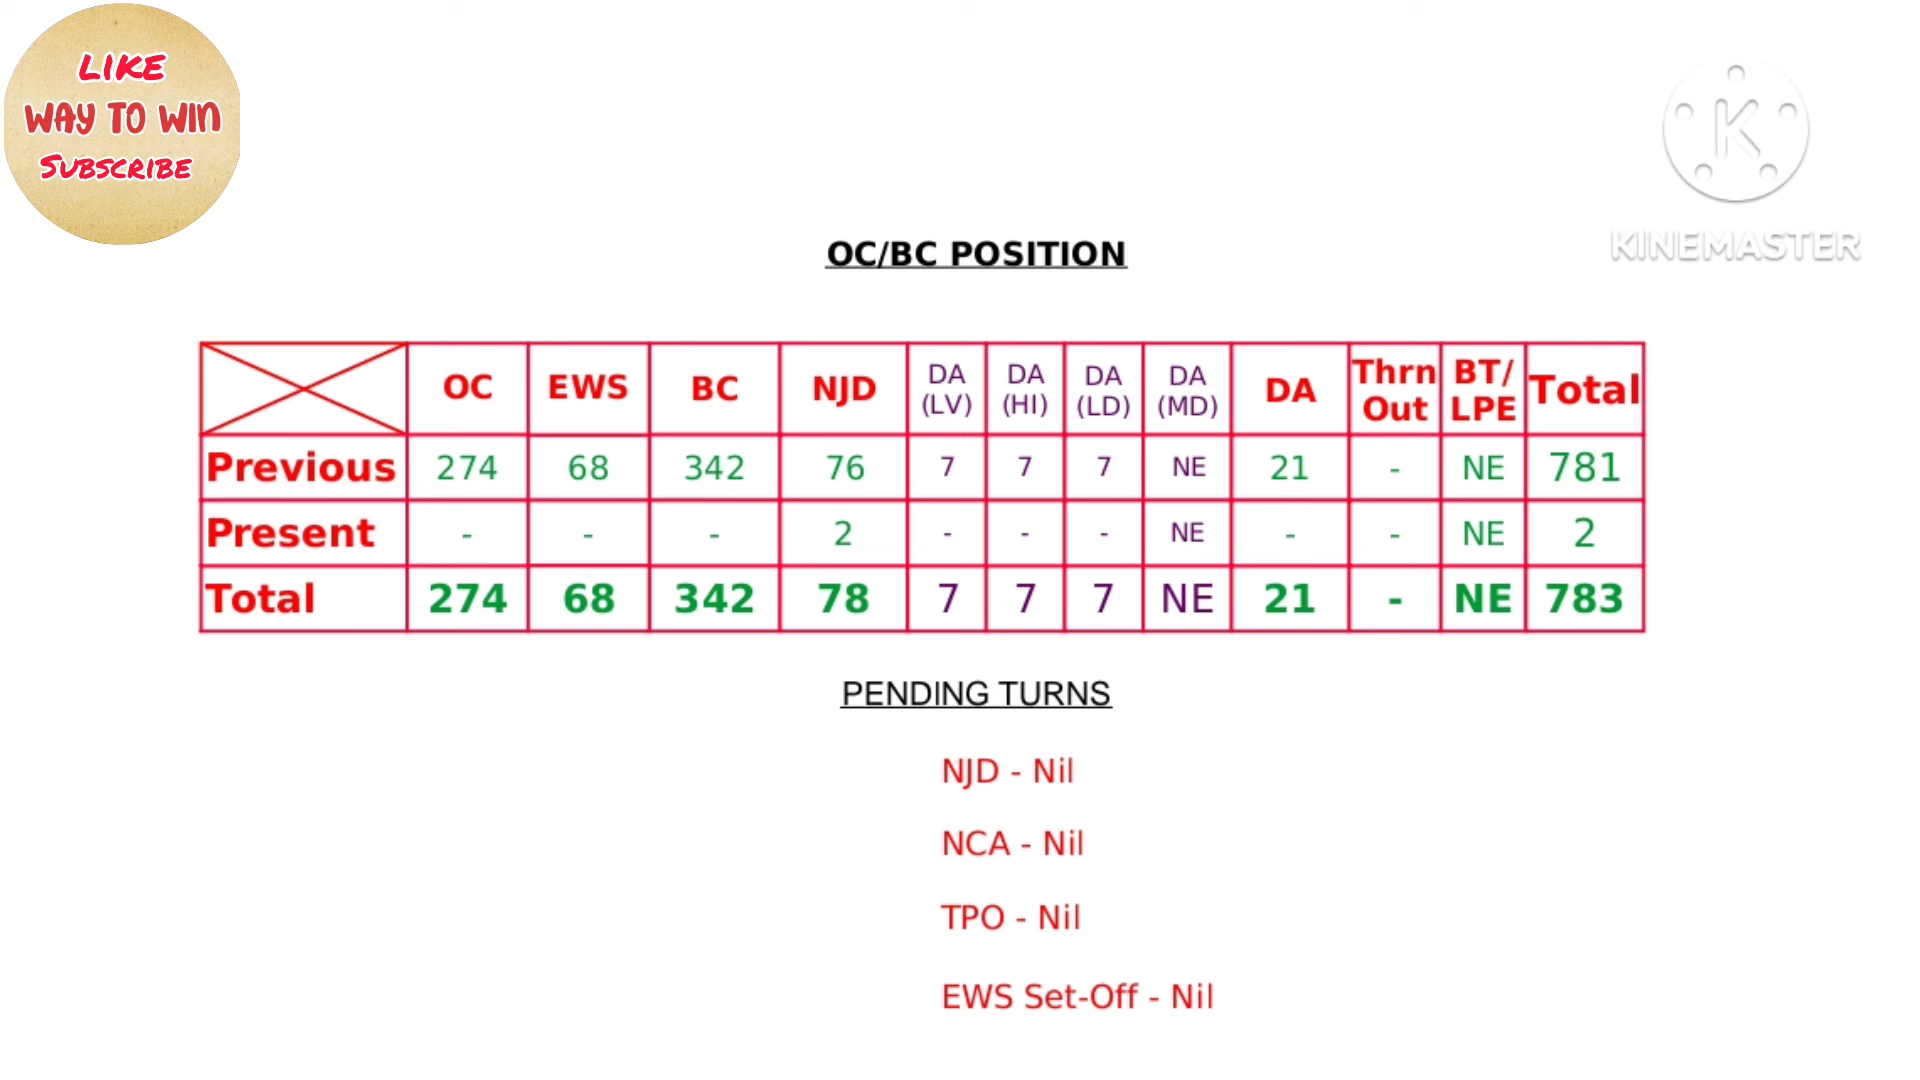 LIKE
WAY TO WIN
SUBSCRIBE
K
KINEMASTER
OC/BC POSITION
OC EWS BC NJD DA (LV) DA (HI) DA (LD) DA (MD) DA Thrn Out BT/ LPE Total
Previous 274 68 342 76 7 7 7 NE 21 - NE 781
Present - - - 2 - - - NE - - NE 2
Total 274 68 342 78 7 7 7 NE 21 - NE 783
PENDING TURNS
NJD - Nil
NCA - Nil
TPO - Nil
EWS Set-Off - Nil